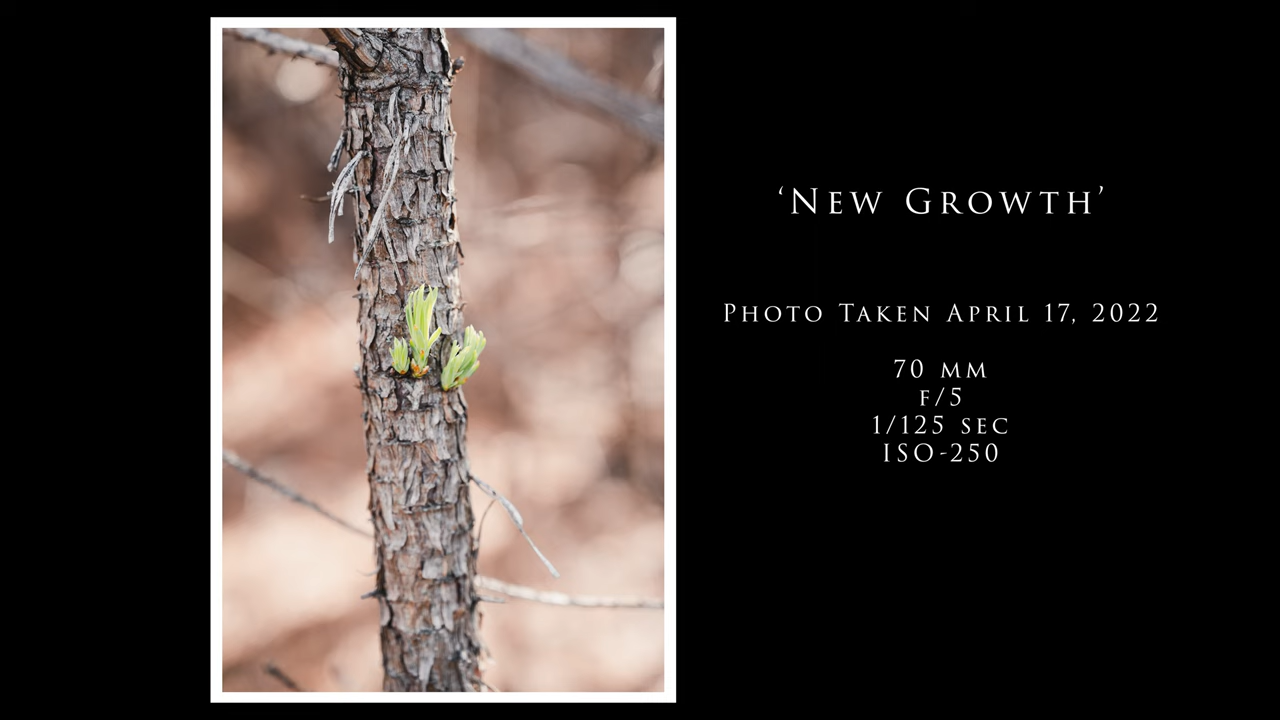 ‘New Growth’
Photo Taken April 17, 2022
70 mm
f/5
1/125 sec
ISO-250